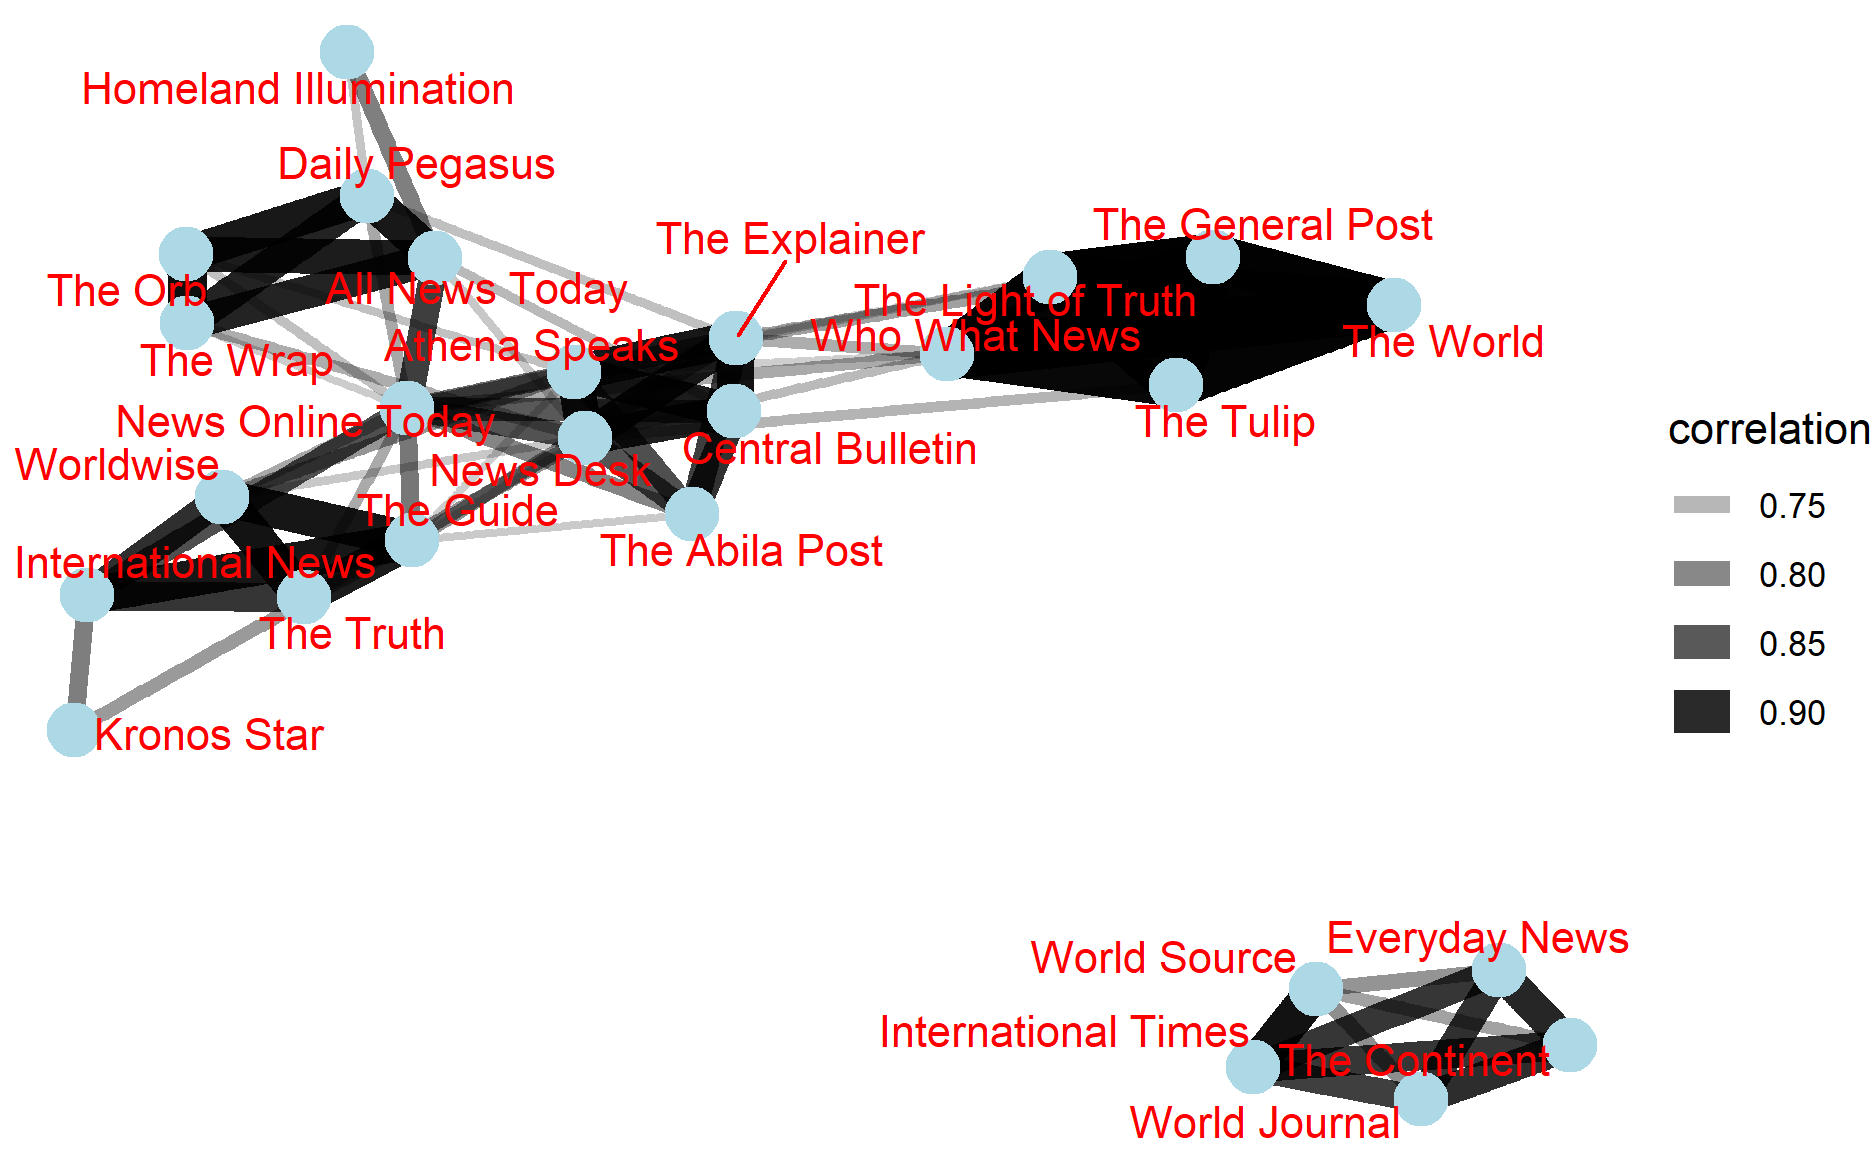 Homeland Illumination
Daily Pegasus
The Explainer
The General Post
The Orb
All News Today
The Light of Truth
Who What News
The World
Athena Speaks
The Wrap
News Online Today
The Tulip
correlation
Central Bulletin
Worldwise
News Desk
The Guide
0.75
The Abila Post
International News
0.80
The Truth
0.85
0.90
Kronos Star
Everyday News
World Source
International Times
The Continent
World Journal